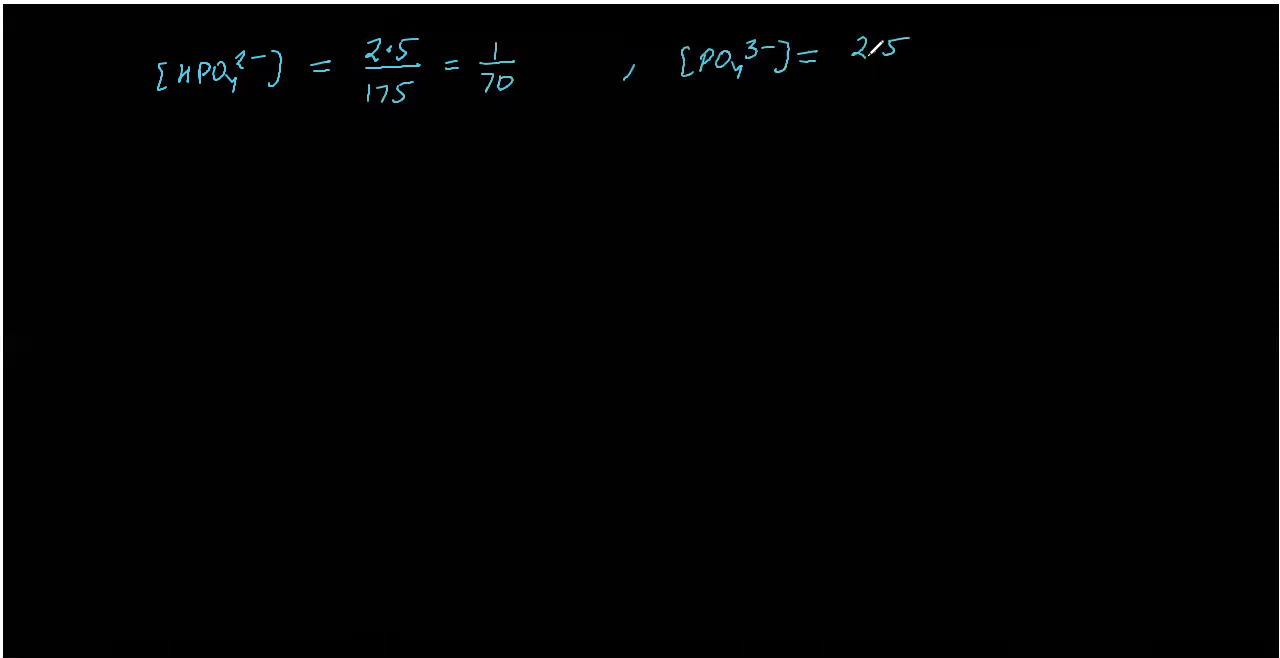 [HPO₄²⁻] = 2.5/175 = 1/70 , [PO₄³⁻] = 2.5